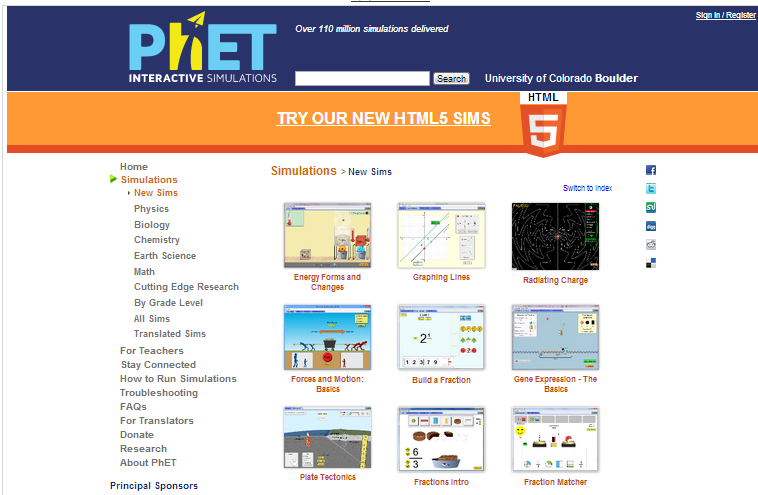 PhET
INTERACTIVE SIMULATIONS
Over 110 million simulations delivered
Sign In / Register
Search
University of Colorado Boulder
TRY OUR NEW HTML5 SIMS
HTML
5
Home
Simulations
New Sims
Physics
Biology
Chemistry
Earth Science
Math
Cutting Edge Research
By Grade Level
All Sims
Translated Sims
For Teachers
Stay Connected
How to Run Simulations
Troubleshooting
FAQs
For Translators
Donate
Research
About PhET
Principal Sponsors
Simulations > New Sims
Switch to Index
Energy Forms and
Changes
Graphing Lines
Radiating Charge
Forces and Motion:
Basics
Build a Fraction
Gene Expression - The
Basics
Plate Tectonics
6
3
Fractions Intro
Fraction Matcher